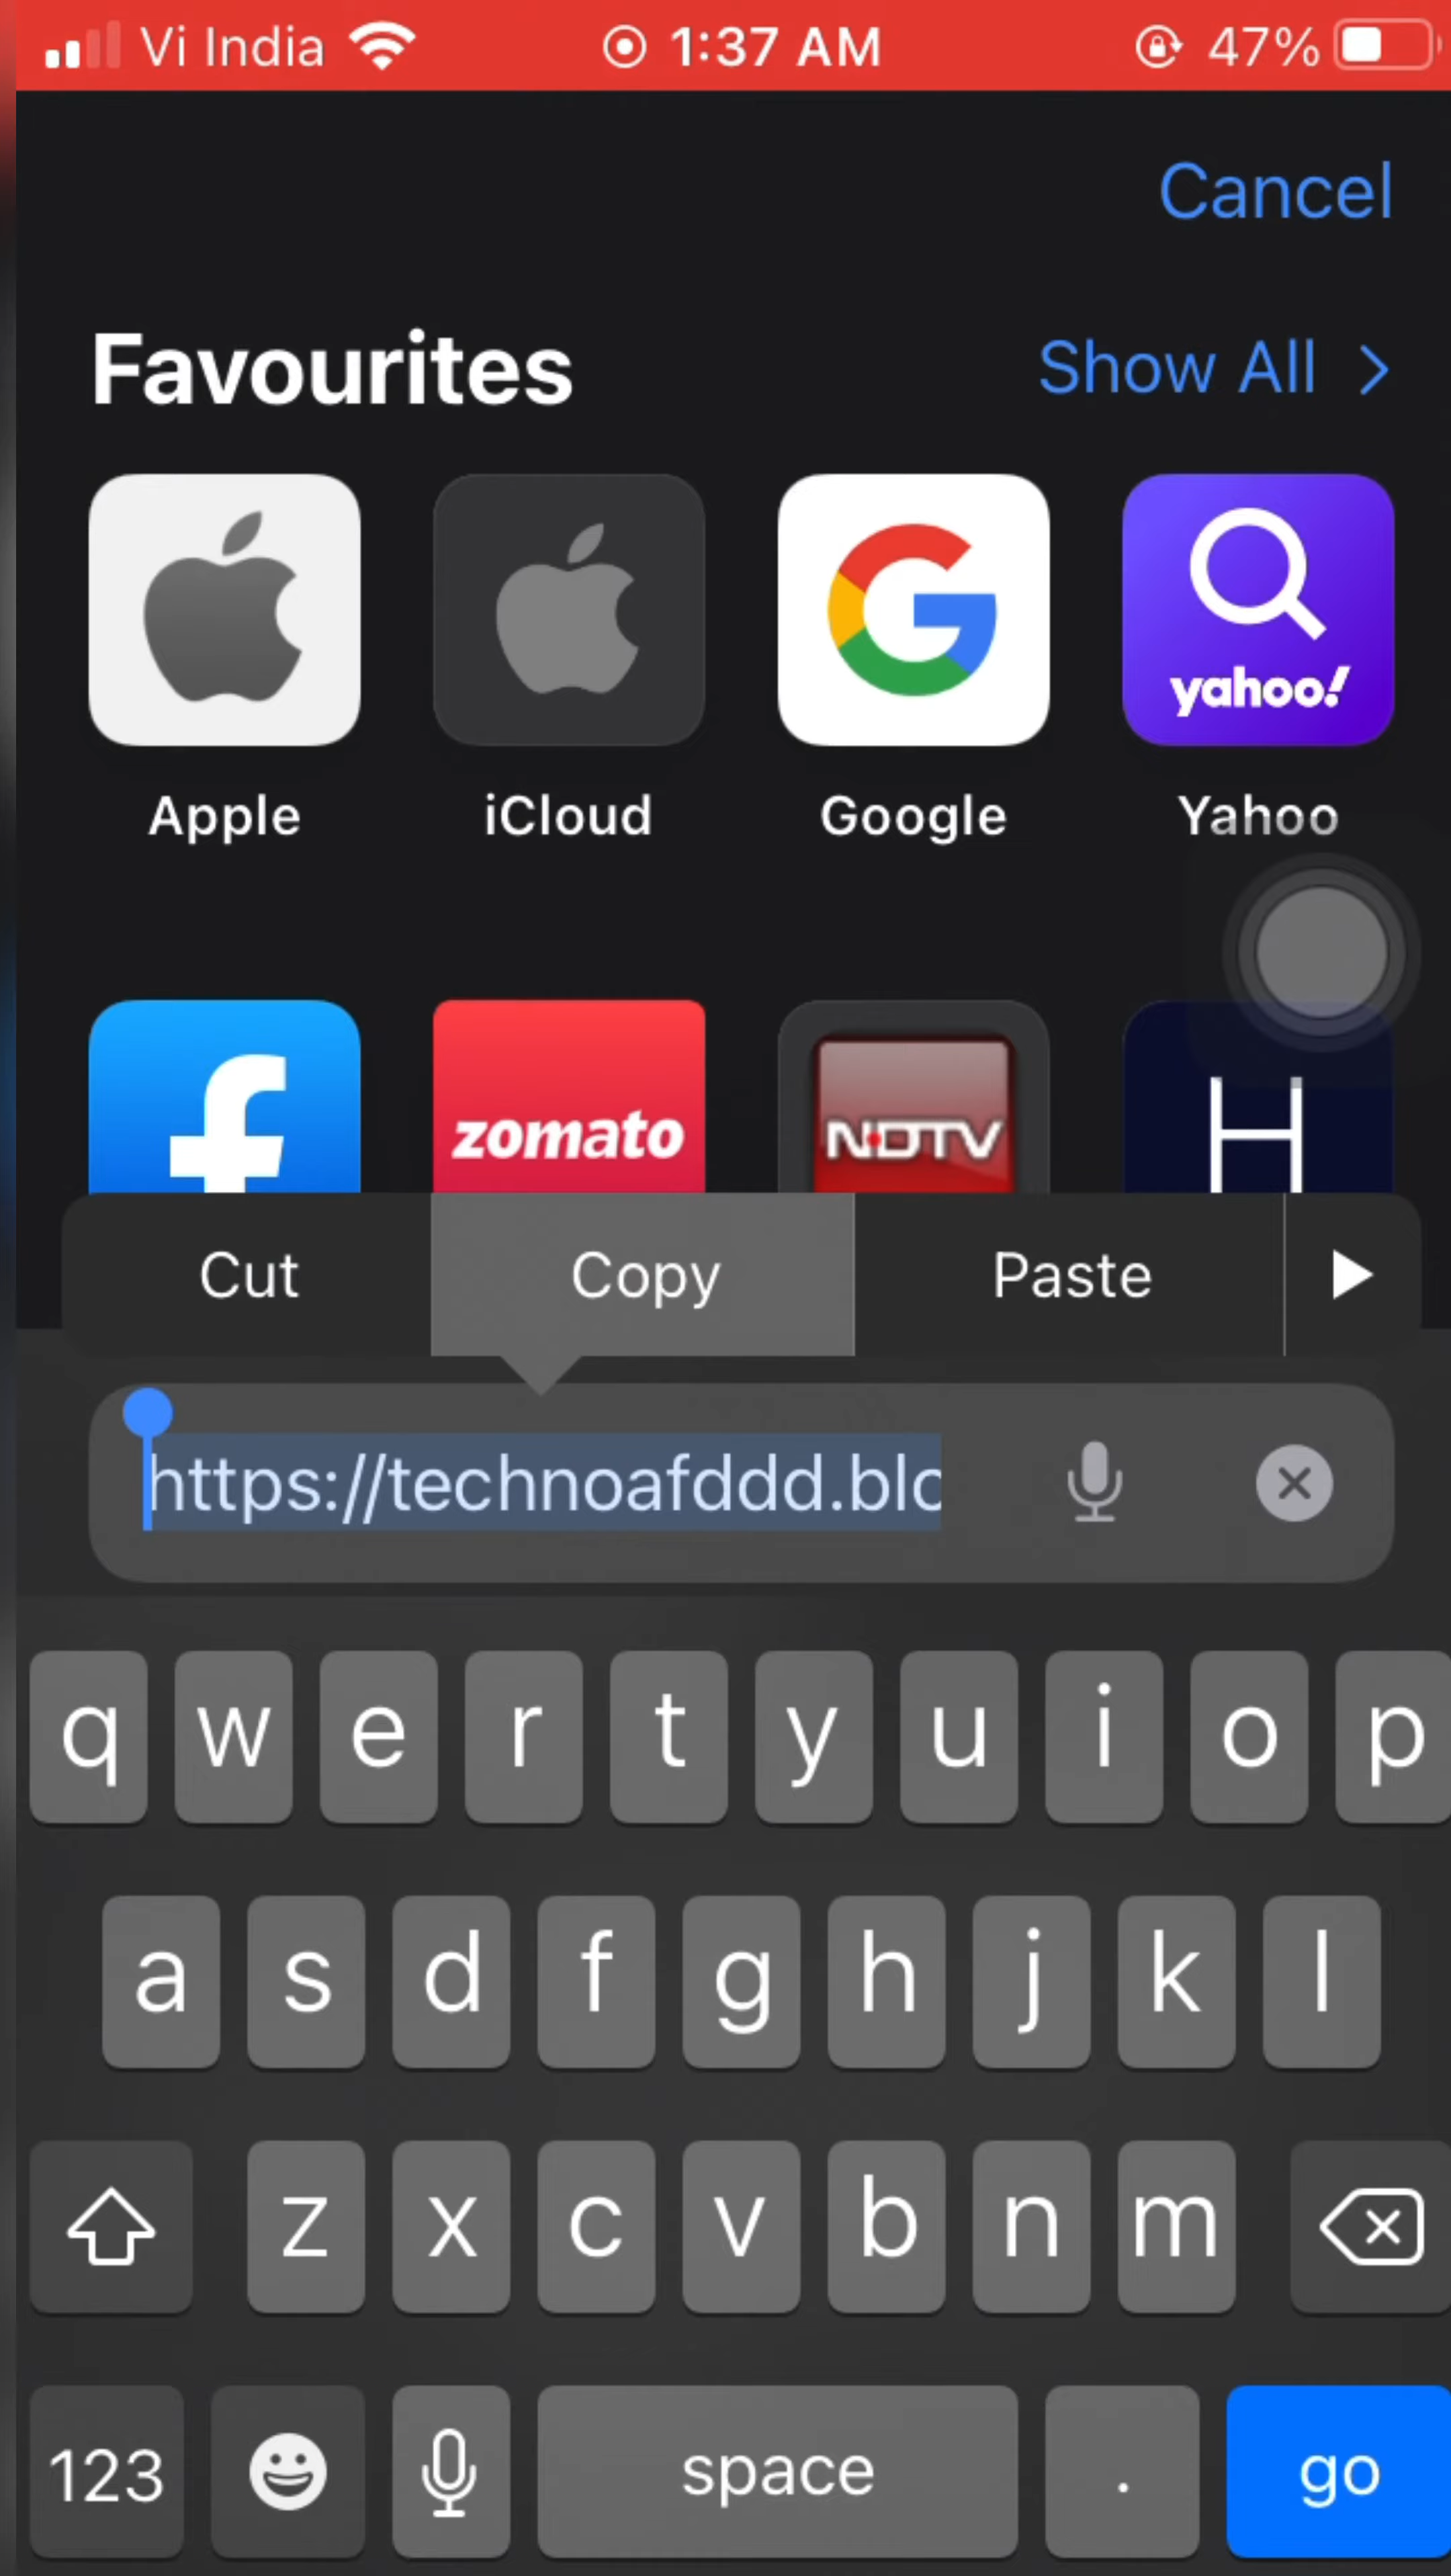 Vi India 1:37 AM 47%
Cancel
Favourites Show All
yahoo!
Apple iCloud Google Yahoo
f zomato NDTV H
Cut Copy Paste
https://technoafddd.blo
q w e r t y u i o p
a s d f g h j k l
z x c v b n m
123 space . go